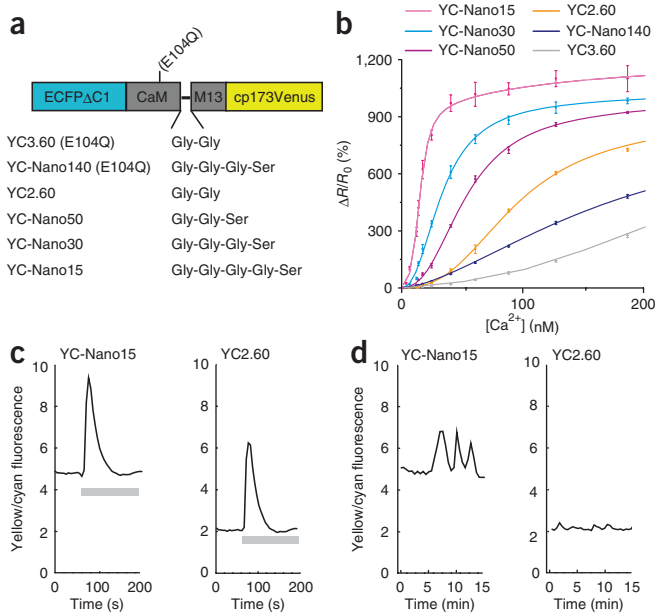 a
(E104Q)
ECFPΔC1 CaM M13 cp173Venus
YC3.60 (E104Q) Gly-Gly
YC-Nano140 (E104Q) Gly-Gly-Gly-Ser
YC2.60 Gly-Gly
YC-Nano50 Gly-Gly-Ser
YC-Nano30 Gly-Gly-Gly-Ser
YC-Nano15 Gly-Gly-Gly-Gly-Ser
b
YC-Nano15 YC2.60
YC-Nano30 YC-Nano140
YC-Nano50 YC3.60
ΔR/R0 (%)
1,200
900
600
300
0
0 100 200
[Ca2+] (nM)
c
YC-Nano15 YC2.60
Yellow/cyan fluorescence
10 10
8 8
6 6
4 4
2 2
0 0
0 100 200 0 100 200
Time (s) Time (s)
d
YC-Nano15 YC2.60
Yellow/cyan fluorescence
10 10
8 8
6 6
4 4
2 2
0 0
0 5 10 15 0 5 10 15
Time (min) Time (min)